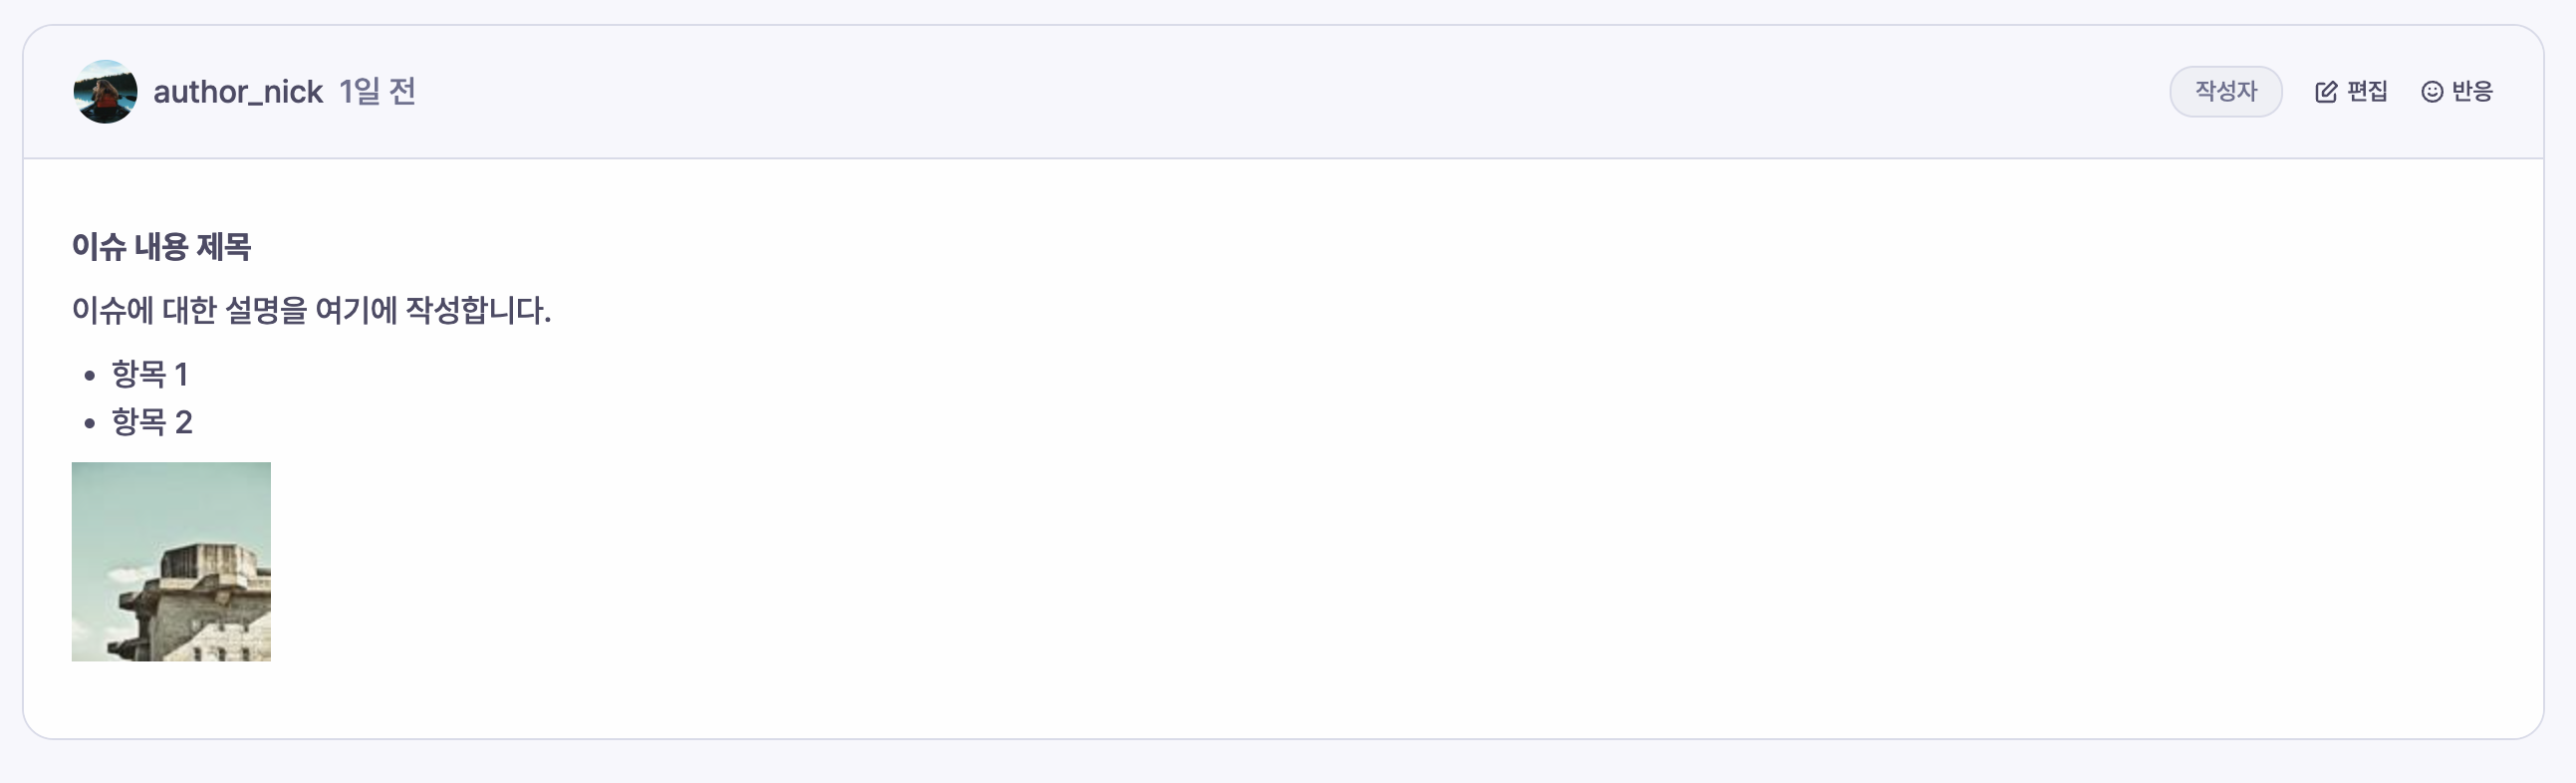 author_nick 1일 전 작성자 편집 반응
이슈 내용 제목
이슈에 대한 설명을 여기에 작성합니다.
• 항목 1
• 항목 2